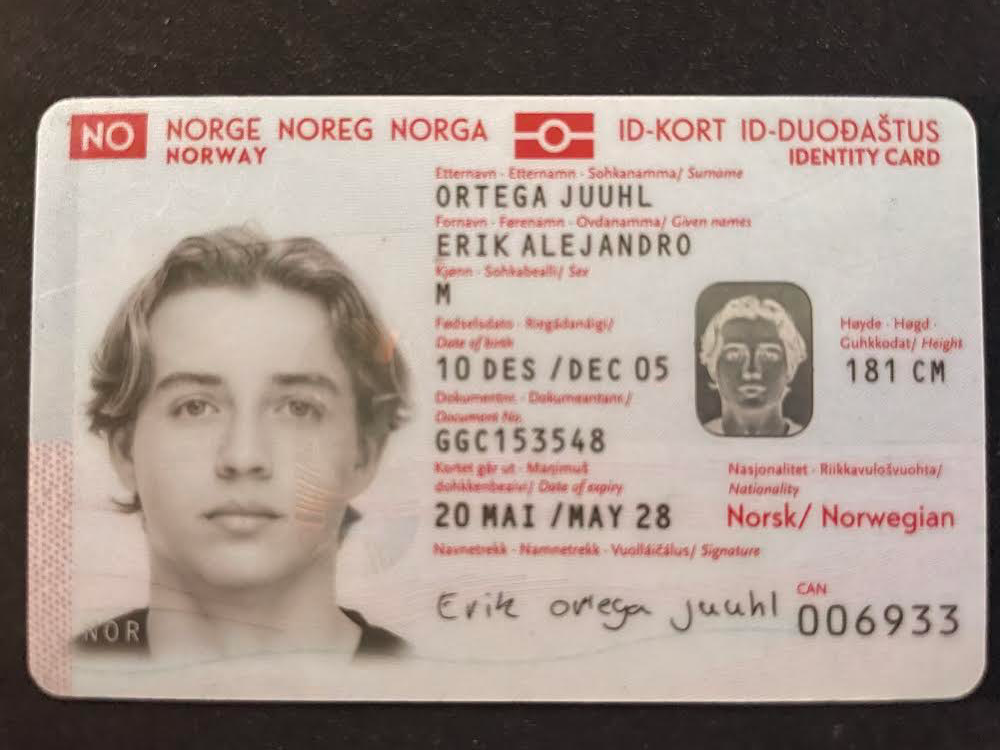 NO NORGE NOREG NORGA ID-KORT ID-DUOĐAŠTUS
NORWAY IDENTITY CARD
Etternavn · Etternamn · Sohkanamma/ Surname
ORTEGA JUUHL
Fornavn · Førenamn · Ovdanamma/ Given names
ERIK ALEJANDRO
Kjønn · Sohkabealli/ Sex
M
Fødselsdato · Riegádandigi/
Date of birth
10 DES /DEC 05
Høyde · Høgd ·
Guhkkodat/ Height
181 CM
Dokumentnr. · Dokumeantanr./
Document No.
GGC153548
Kortet går ut · Manimuš
dohkkenbeaivi/ Date of expiry
20 MAI /MAY 28
Nasjonalitet · Riikkavulošvuohta/
Nationality
Norsk/ Norwegian
Navnetrekk · Namnetrekk · Vuolláičálus/ Signature
Erik ortega juuhl
CAN
006933
NOR